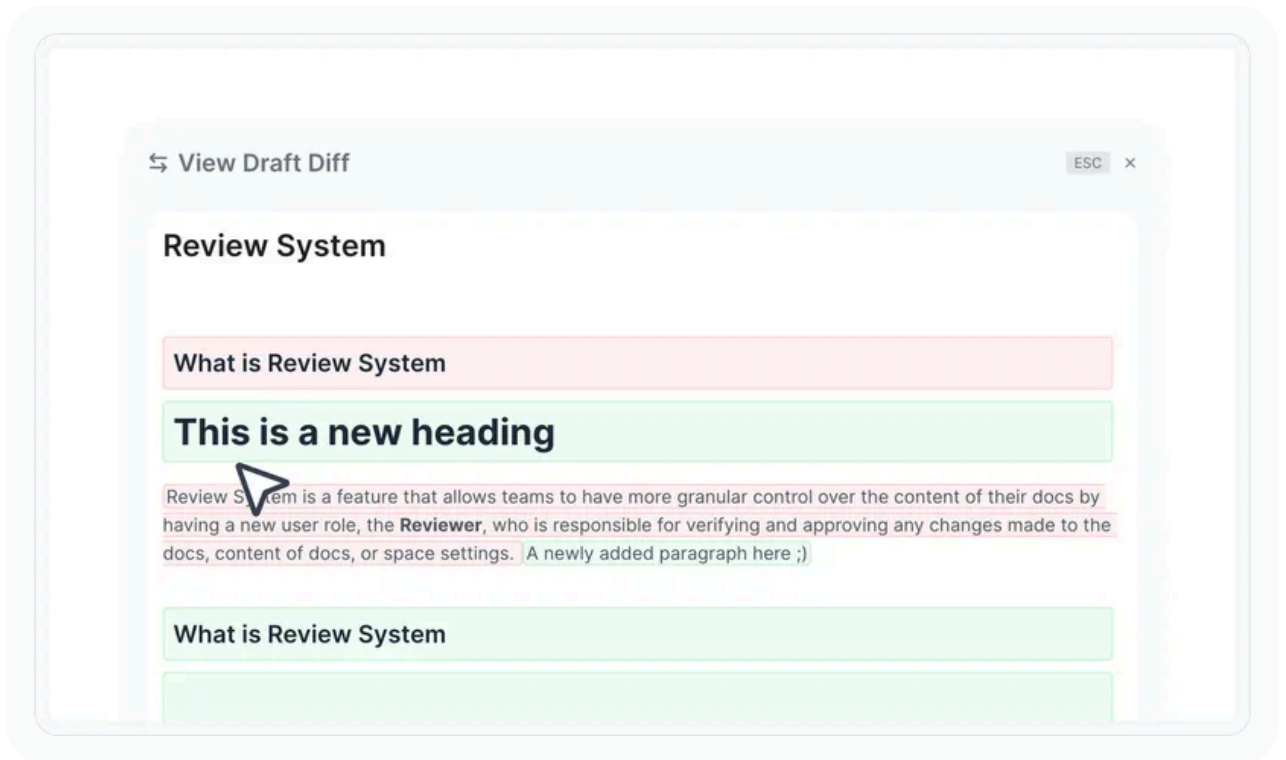 View Draft Diff
ESC ×
Review System
What is Review System
This is a new heading
Review System is a feature that allows teams to have more granular control over the content of their docs by
having a new user role, the Reviewer, who is responsible for verifying and approving any changes made to the
docs, content of docs, or space settings. A newly added paragraph here ;)
What is Review System